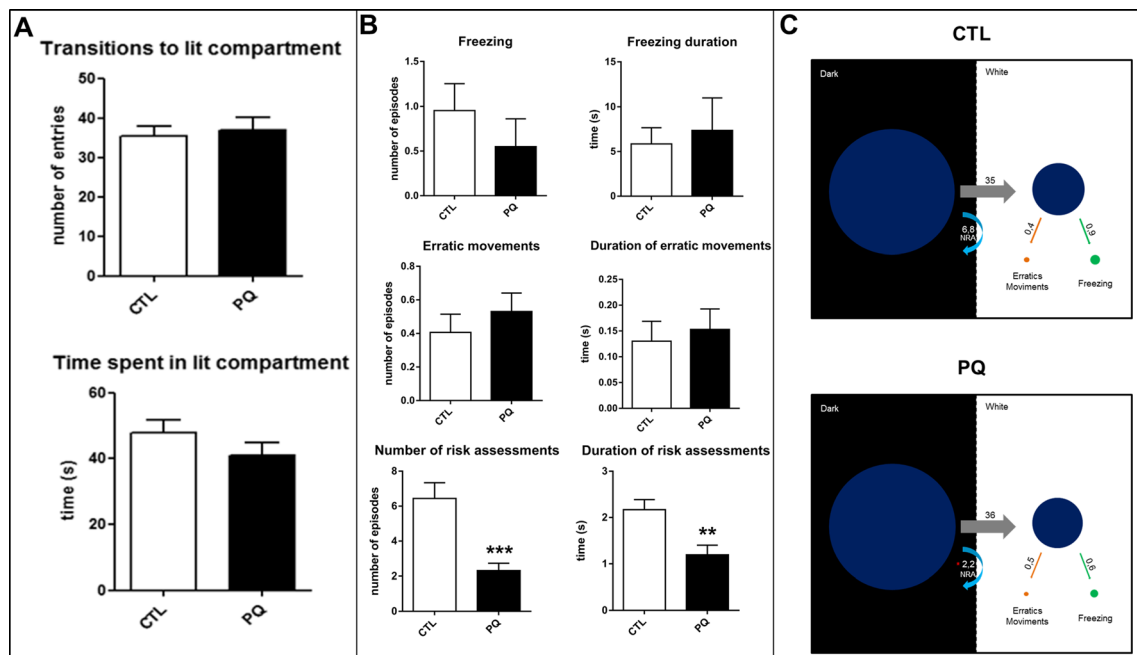 A
Transitions to lit compartment
number of entries
50
40
30
20
10
0
CTL
PQ
Time spent in lit compartment
time (s)
60
40
20
0
CTL
PQ
B
Freezing
number of episodes
1.5
1.0
0.5
0.0
CTL
PQ
Freezing duration
time (s)
15
10
5
0
CTL
PQ
Erratic movements
number of episodes
0.8
0.6
0.4
0.2
0.0
CTL
PQ
Duration of erratic movements
time (s)
0.25
0.20
0.15
0.10
0.05
0.00
CTL
PQ
Number of risk assessments
number of episodes
8
6
4
2
0
***
CTL
PQ
Duration of risk assessments
time (s)
3
2
1
0
**
CTL
PQ
C
CTL
Dark
White
35
6,8
NRA
0,4
0,9
Erratics
Moviments
Freezing
PQ
Dark
White
36
2,2
NRA
0,5
0,6
Erratics
Moviments
Freezing